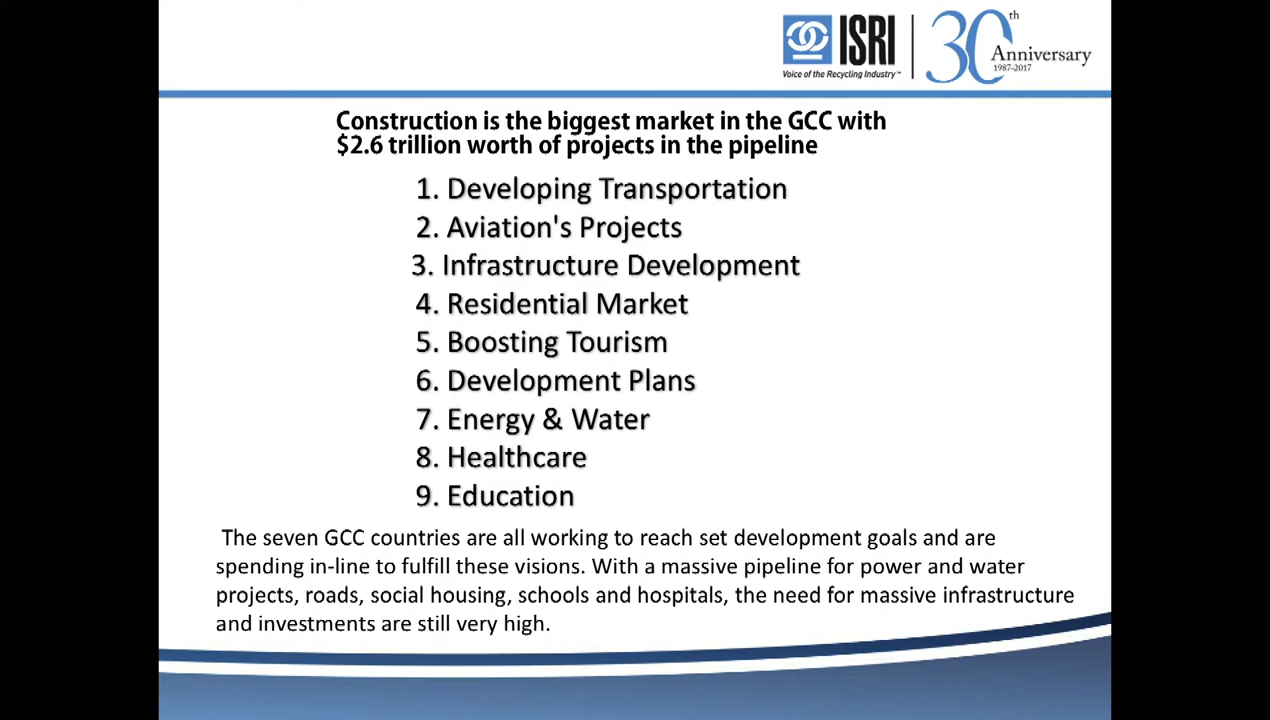 ISRI
Voice of the Recycling Industry™
30th
Anniversary
1987-2017
Construction is the biggest market in the GCC with
$2.6 trillion worth of projects in the pipeline
1. Developing Transportation
2. Aviation's Projects
3. Infrastructure Development
4. Residential Market
5. Boosting Tourism
6. Development Plans
7. Energy & Water
8. Healthcare
9. Education
The seven GCC countries are all working to reach set development goals and are
spending in-line to fulfill these visions. With a massive pipeline for power and water
projects, roads, social housing, schools and hospitals, the need for massive infrastructure
and investments are still very high.